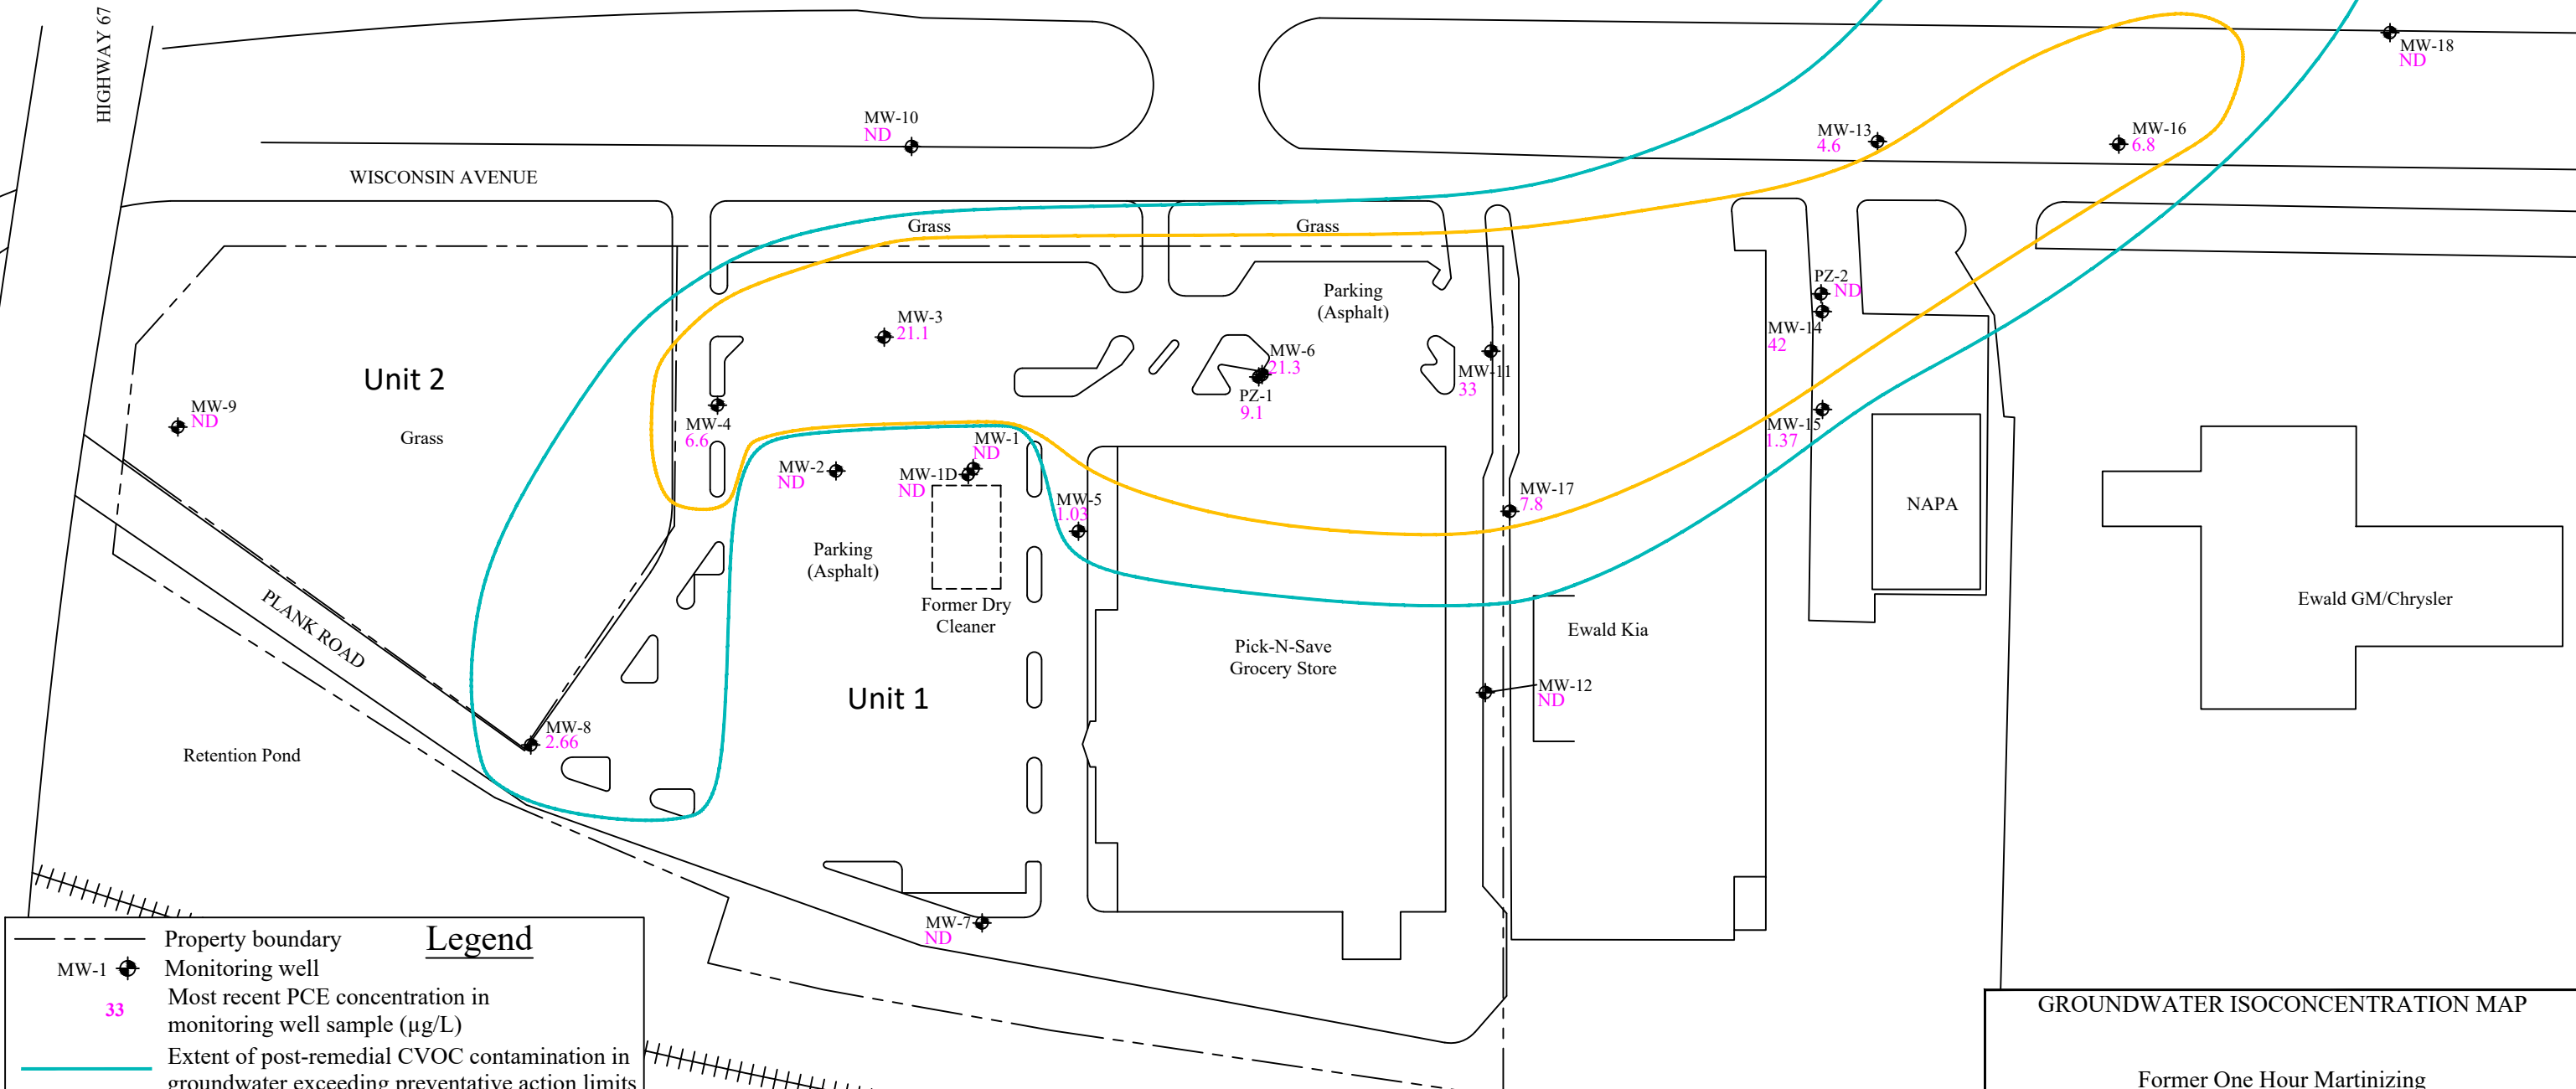 HIGHWAY 67
MW-18
ND
MW-10
ND
MW-13
4.6
MW-16
6.8
WISCONSIN AVENUE
Grass
Grass
PZ-2
ND
Parking
(Asphalt)
MW-3
21.1
MW-14
42
MW-6
21.3
Unit 2
MW-11
33
PZ-1
9.1
MW-9
ND
MW-4
6.6
Grass
MW-15
1.37
MW-1
ND
MW-2
ND
MW-1D
ND
MW-5
1.03
MW-17
7.8
NAPA
Parking
(Asphalt)
Former Dry
Cleaner
Ewald GM/Chrysler
PLANK ROAD
Ewald Kia
Pick-N-Save
Grocery Store
Unit 1
MW-12
ND
MW-8
2.66
Retention Pond
MW-7
ND
Legend
Property boundary
MW-1
Monitoring well
33
Most recent PCE concentration in
monitoring well sample (µg/L)
Extent of post-remedial CVOC contamination in
groundwater exceeding preventative action limits
GROUNDWATER ISOCONCENTRATION MAP
Former One Hour Martinizing